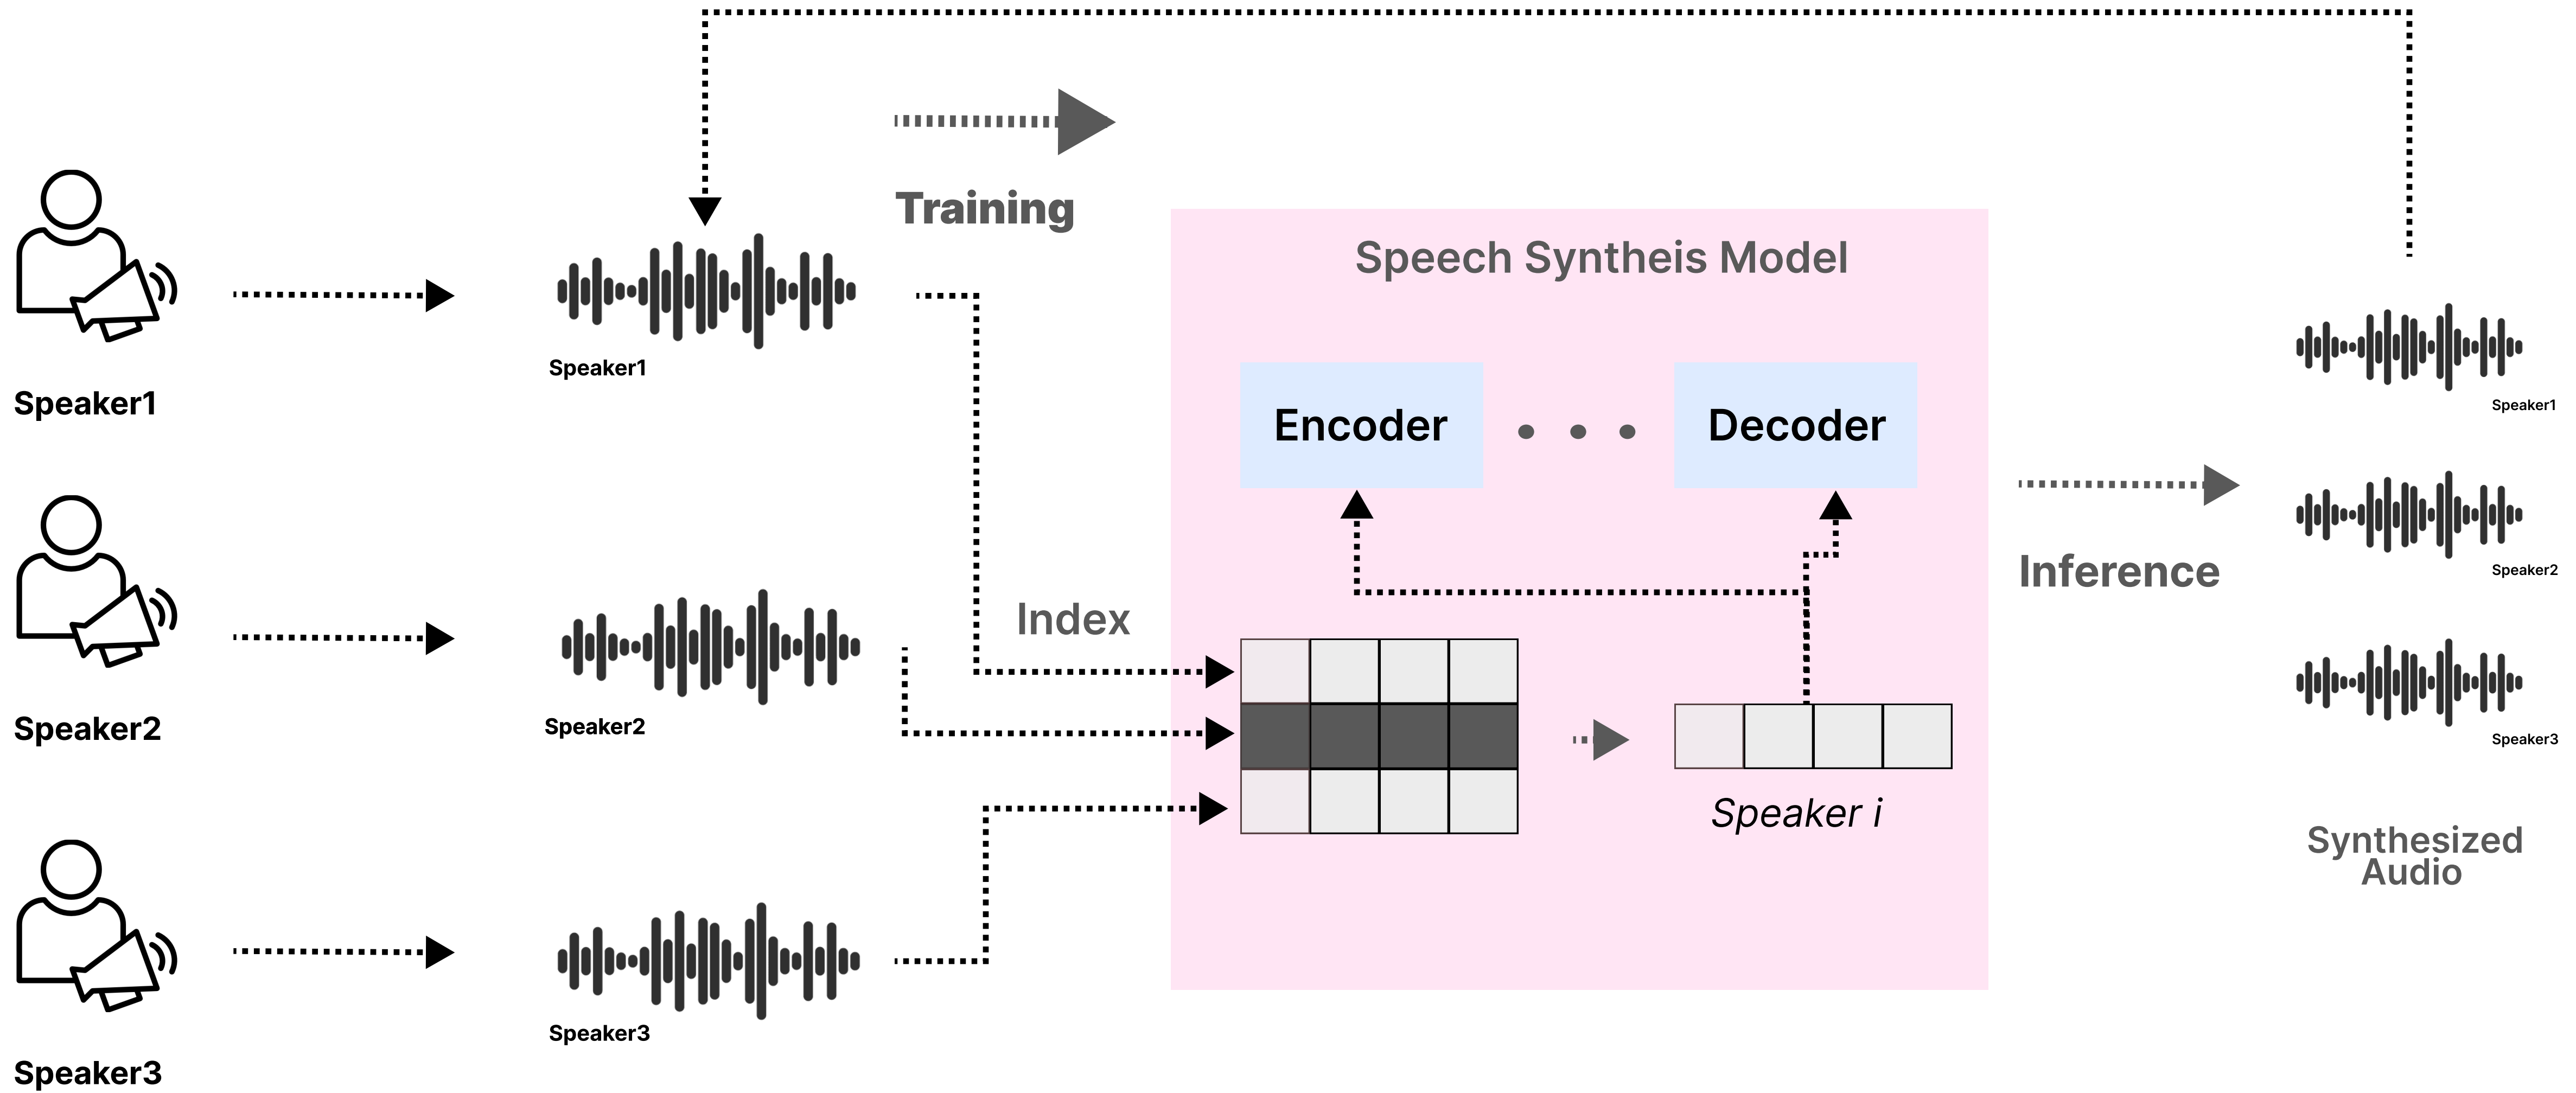 Training
Speech Syntheis Model
Speaker1
Speaker1
Speaker1
Encoder
Decoder
Inference
Speaker2
Index
Speaker2
Speaker2
Speaker3
Speaker i
Synthesized
Audio
Speaker3
Speaker3